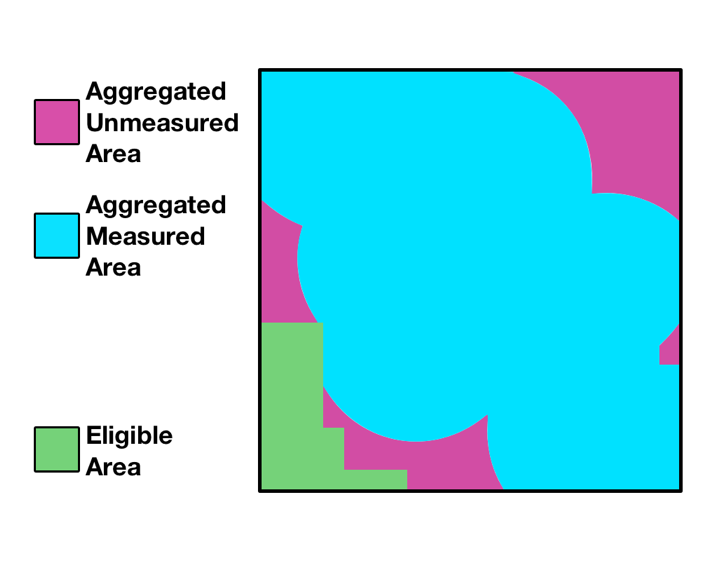 Aggregated
Unmeasured
Area
Aggregated
Measured
Area
Eligible
Area